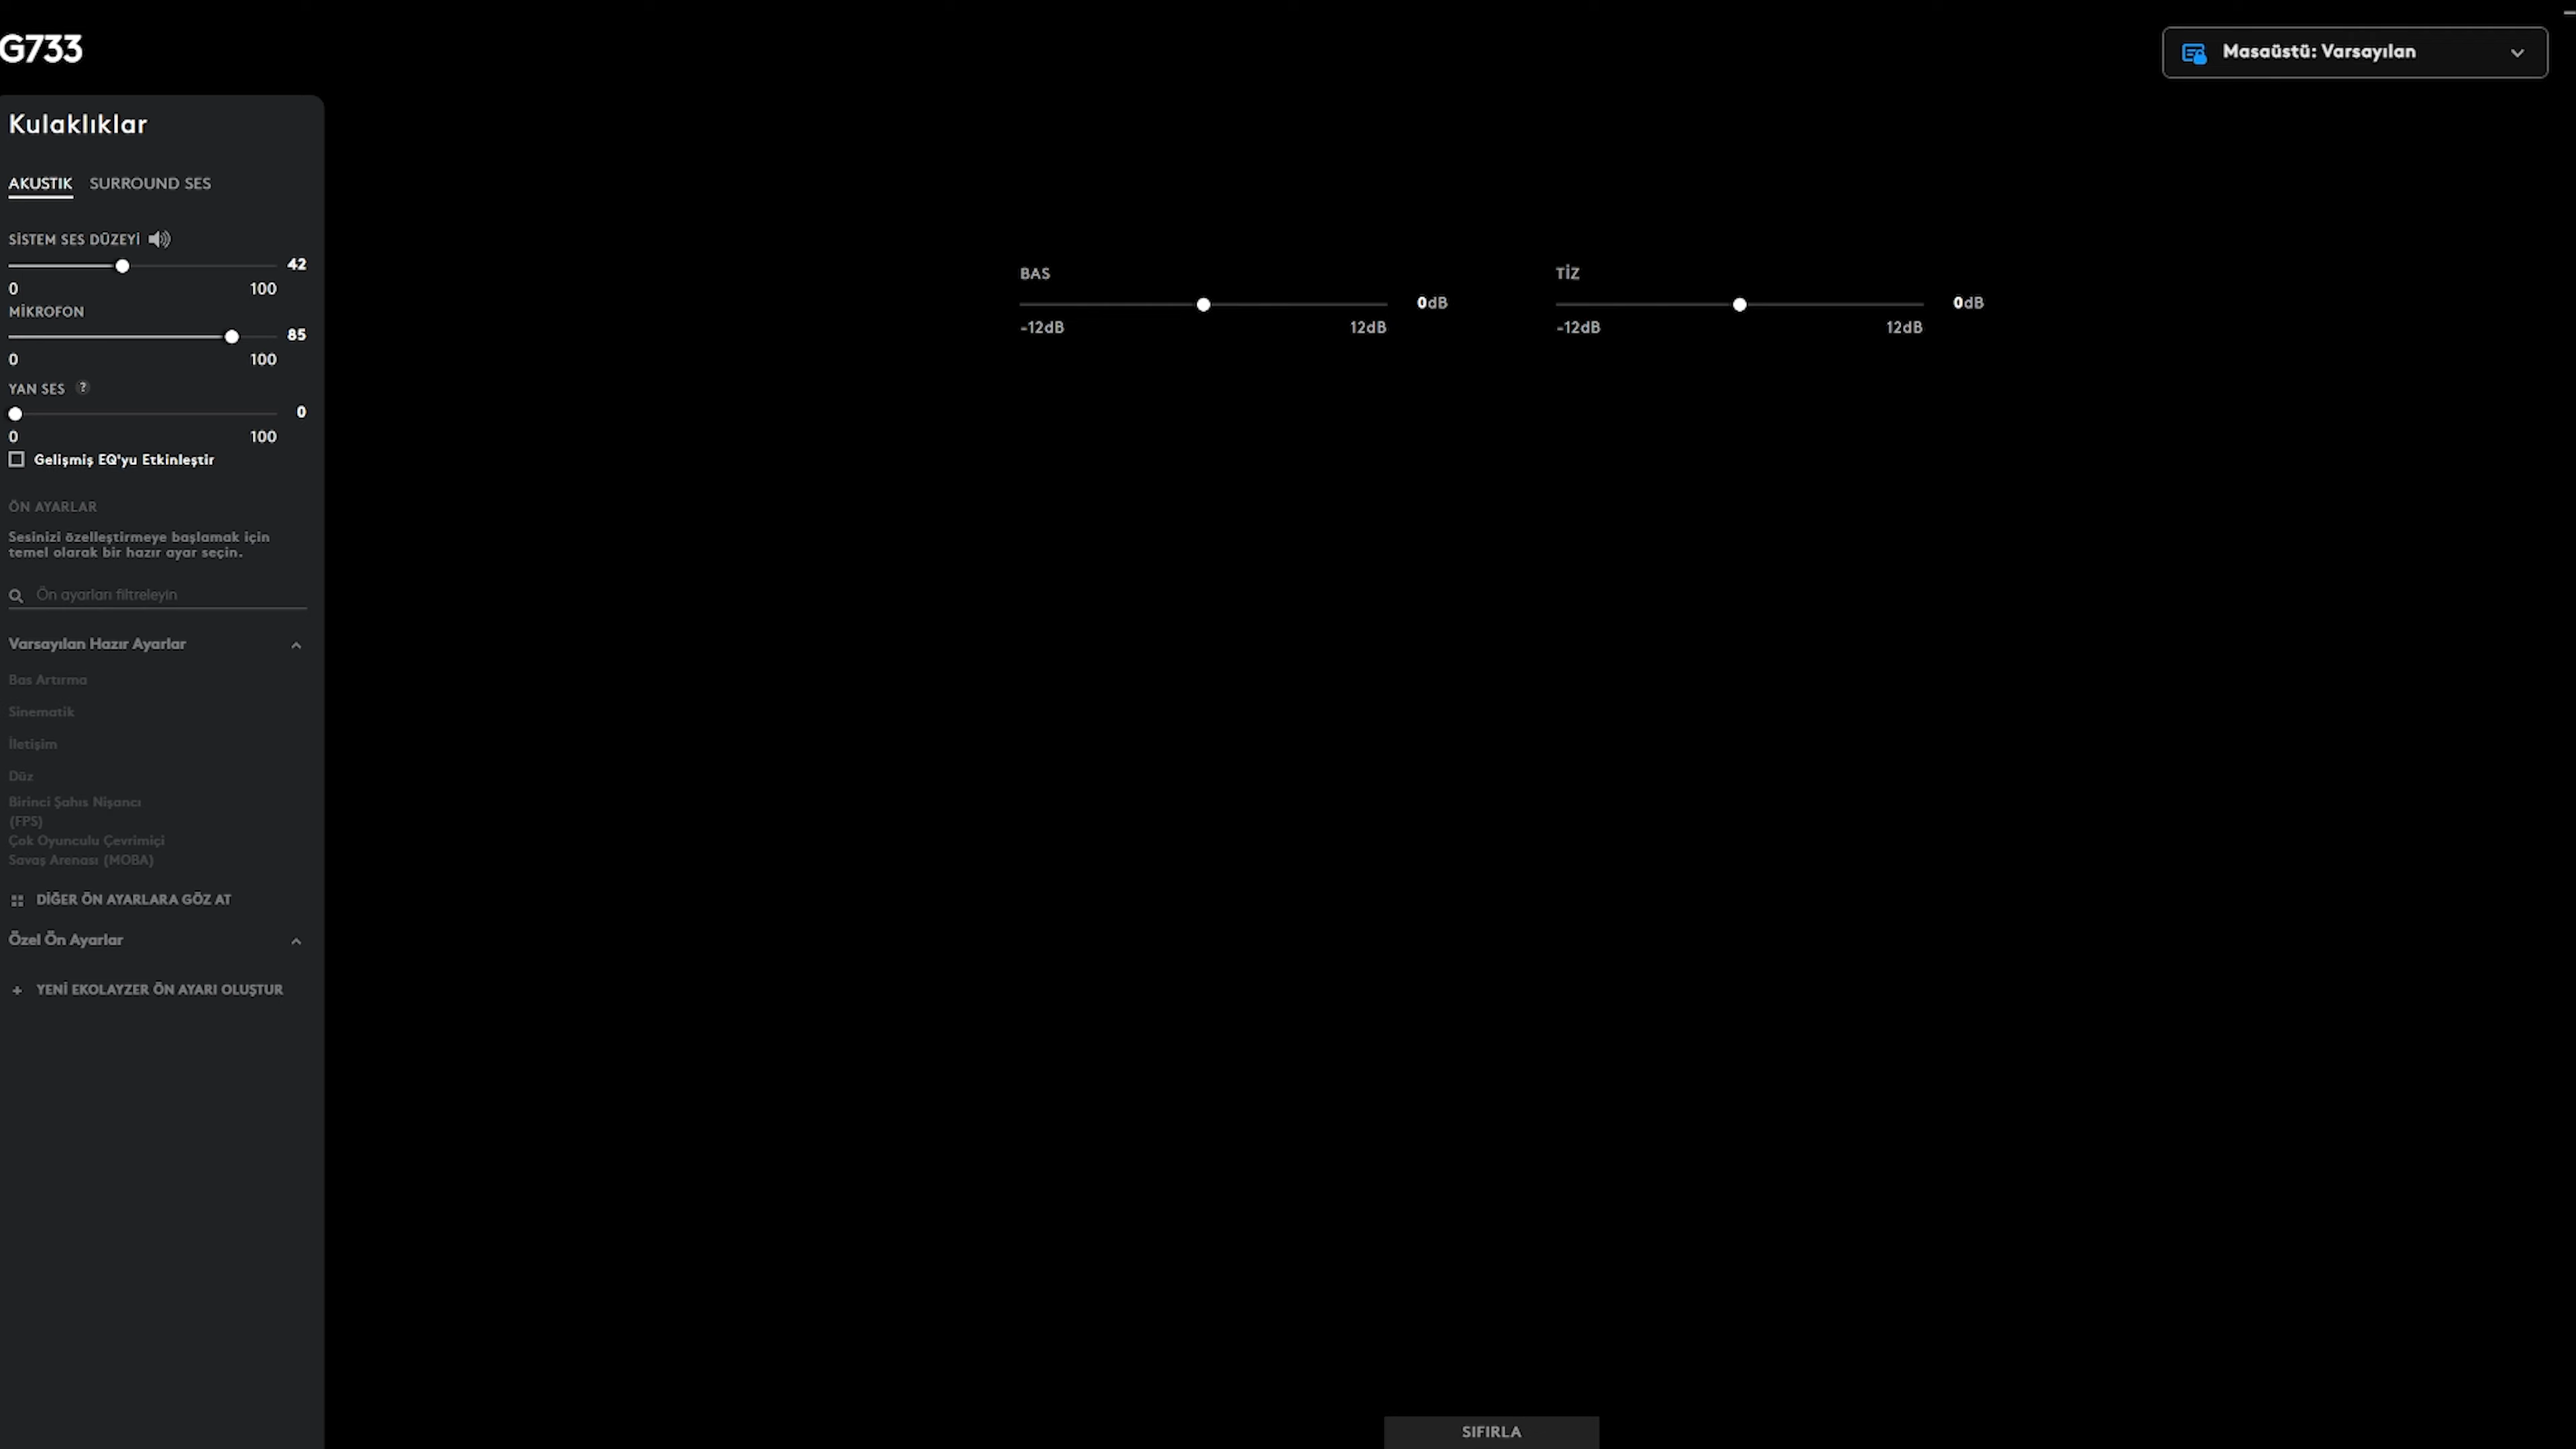 G733
Masaüstü: Varsayılan
Kulaklıklar
AKUSTIK SURROUND SES
SİSTEM SES DÜZEYİ
42
0 100
MİKROFON
85
0 100
YAN SES ?
0
0 100
Gelişmiş EQ'yu Etkinleştir
ÖN AYARLAR
Sesinizi özelleştirmeye başlamak için
temel olarak bir hazır ayar seçin.
Ön ayarları filtreleyin
Varsayılan Hazır Ayarlar
Bas Artırma
Sinematik
İletişim
Düz
Birinci Şahıs Nişancı
(FPS)
Çok Oyunculu Çevrimiçi
Savaş Arenası (MOBA)
DİĞER ÖN AYARLARA GÖZ AT
Özel Ön Ayarlar
+ YENİ EKOLAYZER ÖN AYARI OLUŞTUR
BAS
0dB
-12dB 12dB
TİZ
0dB
-12dB 12dB
SIFIRLA